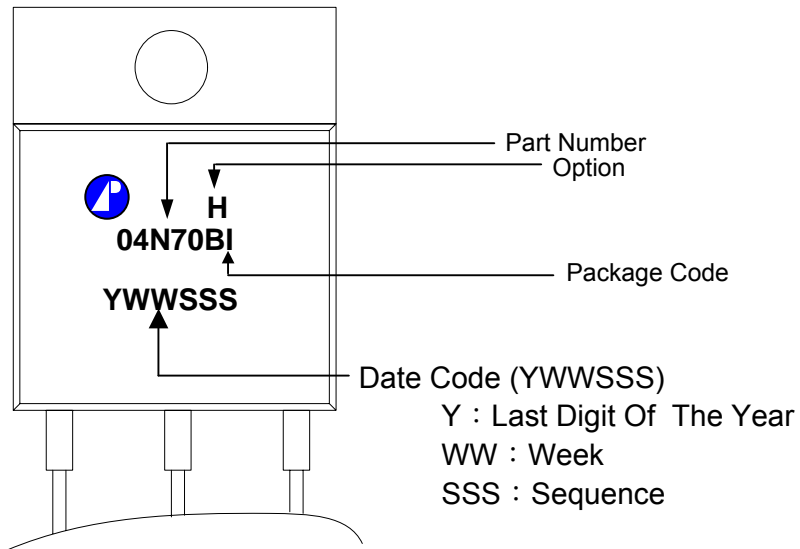 Part Number
Option
H
04N70BI
Package Code
YWWSSS
Date Code (YWWSSS)
Y：Last Digit Of The Year
WW：Week
SSS：Sequence